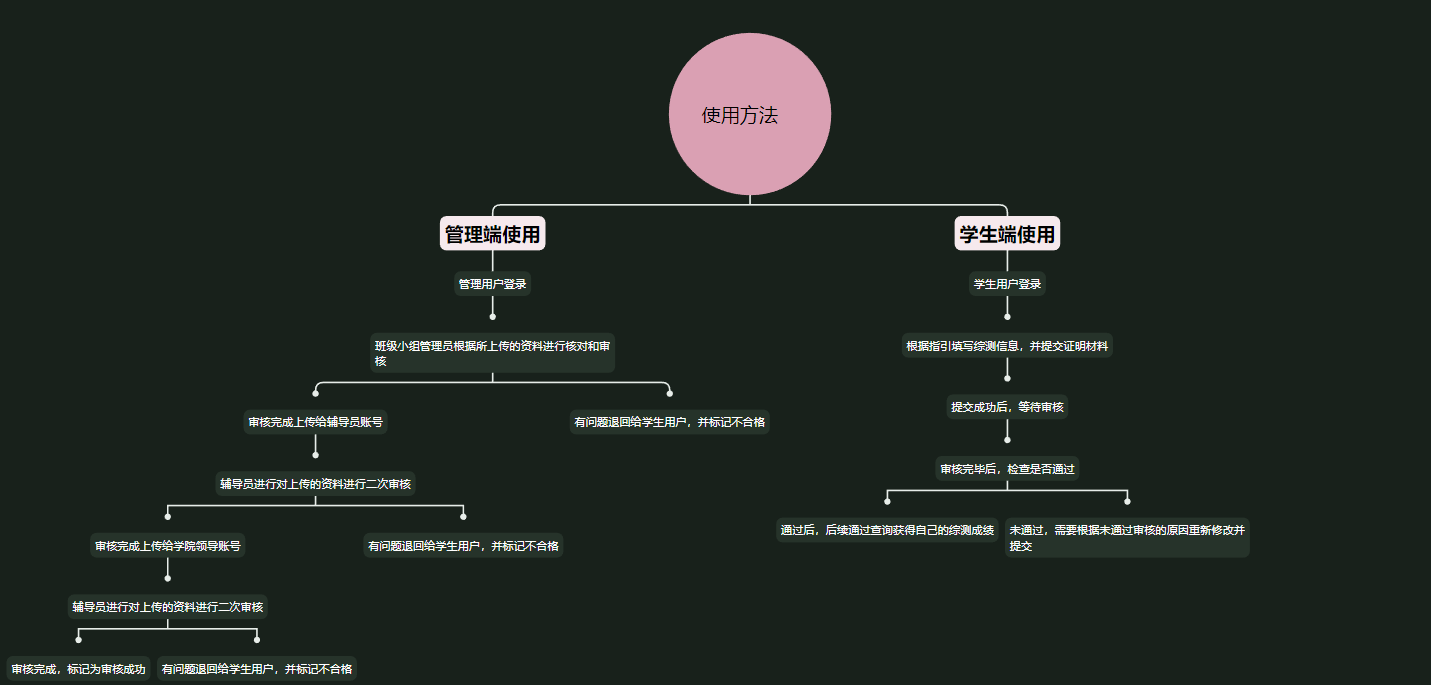 使用方法
管理端使用
学生端使用
管理用户登录
学生用户登录
班级小组管理员根据所上传的资料进行核对和审
核
根据指引填写综测信息，并提交证明材料
提交成功后，等待审核
审核完成上传给辅导员账号
有问题退回给学生用户，并标记不合格
审核完毕后，检查是否通过
辅导员进行对上传的资料进行二次审核
通过后，后续通过查询获得自己的综测成绩
未通过，需要根据未通过审核的原因重新修改并
提交
审核完成上传给学院领导账号
有问题退回给学生用户，并标记不合格
辅导员进行对上传的资料进行二次审核
审核完成，标记为审核成功
有问题退回给学生用户，并标记不合格